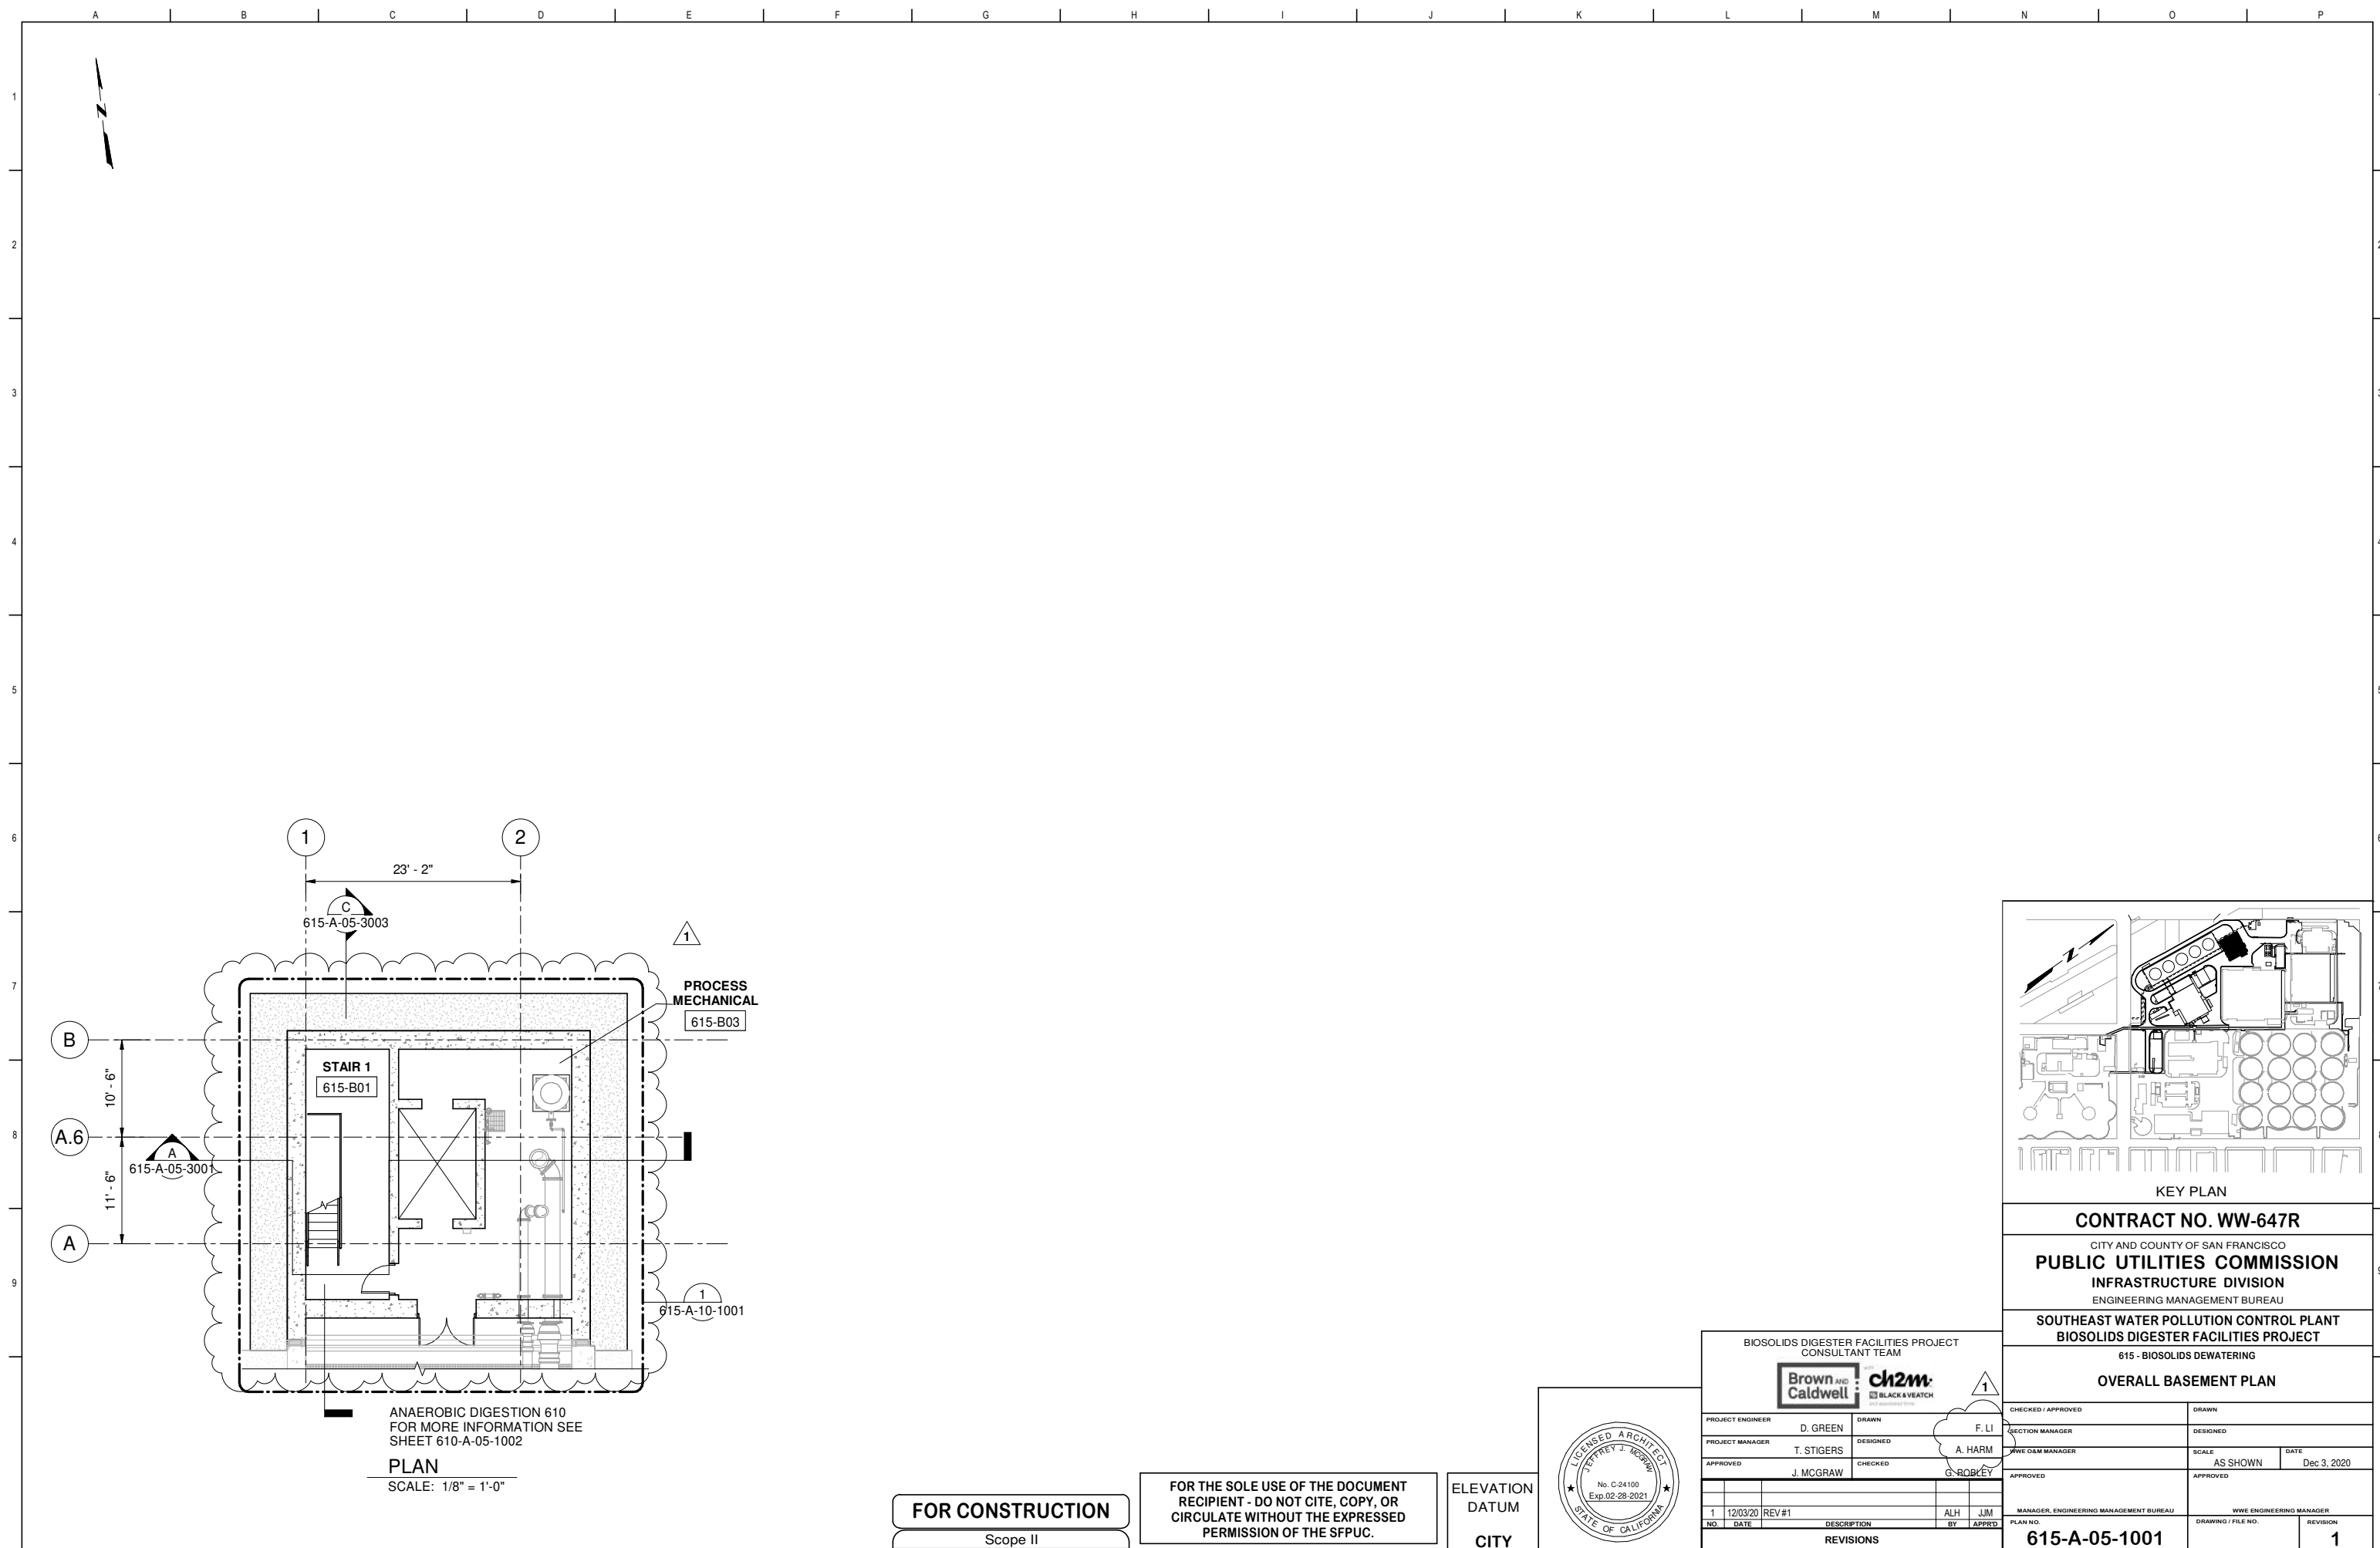 A B C D E F G H I J K L M N O P
1
2
3
4
5
6
7
8
9
N
1
2
23' - 2"
C
615-A-05-3003
1
PROCESS
MECHANICAL
615-B03
B
STAIR 1
615-B01
10' - 6"
A.6
A
615-A-05-3001
11' - 6"
A
1
615-A-10-1001
ANAEROBIC DIGESTION 610
FOR MORE INFORMATION SEE
SHEET 610-A-05-1002
PLAN
SCALE: 1/8" = 1'-0"
FOR CONSTRUCTION
Scope II
FOR THE SOLE USE OF THE DOCUMENT
RECIPIENT - DO NOT CITE, COPY, OR
CIRCULATE WITHOUT THE EXPRESSED
PERMISSION OF THE SFPUC.
ELEVATION
DATUM
CITY
LICENSED ARCHITECT
JEFFREY J. MCGRAW
No. C-24100
Exp.02-28-2021
STATE OF CALIFORNIA
BIOSOLIDS DIGESTER FACILITIES PROJECT
CONSULTANT TEAM
Brown AND
Caldwell
with
ch2m:
BLACK & VEATCH
and associated firms
1
PROJECT ENGINEER
D. GREEN
DRAWN
F. LI
PROJECT MANAGER
T. STIGERS
DESIGNED
A. HARM
APPROVED
J. MCGRAW
CHECKED
G. ROBLEY
1 12/03/20 REV #1 ALH JJM
NO. DATE DESCRIPTION BY APPR'D
REVISIONS
N
KEY PLAN
CONTRACT NO. WW-647R
CITY AND COUNTY OF SAN FRANCISCO
PUBLIC UTILITIES COMMISSION
INFRASTRUCTURE DIVISION
ENGINEERING MANAGEMENT BUREAU
SOUTHEAST WATER POLLUTION CONTROL PLANT
BIOSOLIDS DIGESTER FACILITIES PROJECT
615 - BIOSOLIDS DEWATERING
OVERALL BASEMENT PLAN
CHECKED / APPROVED
DRAWN
SECTION MANAGER
DESIGNED
WWE O&M MANAGER
SCALE
AS SHOWN
DATE
Dec 3, 2020
APPROVED
APPROVED
MANAGER, ENGINEERING MANAGEMENT BUREAU
WWE ENGINEERING MANAGER
PLAN NO.
615-A-05-1001
DRAWING / FILE NO.
REVISION
1